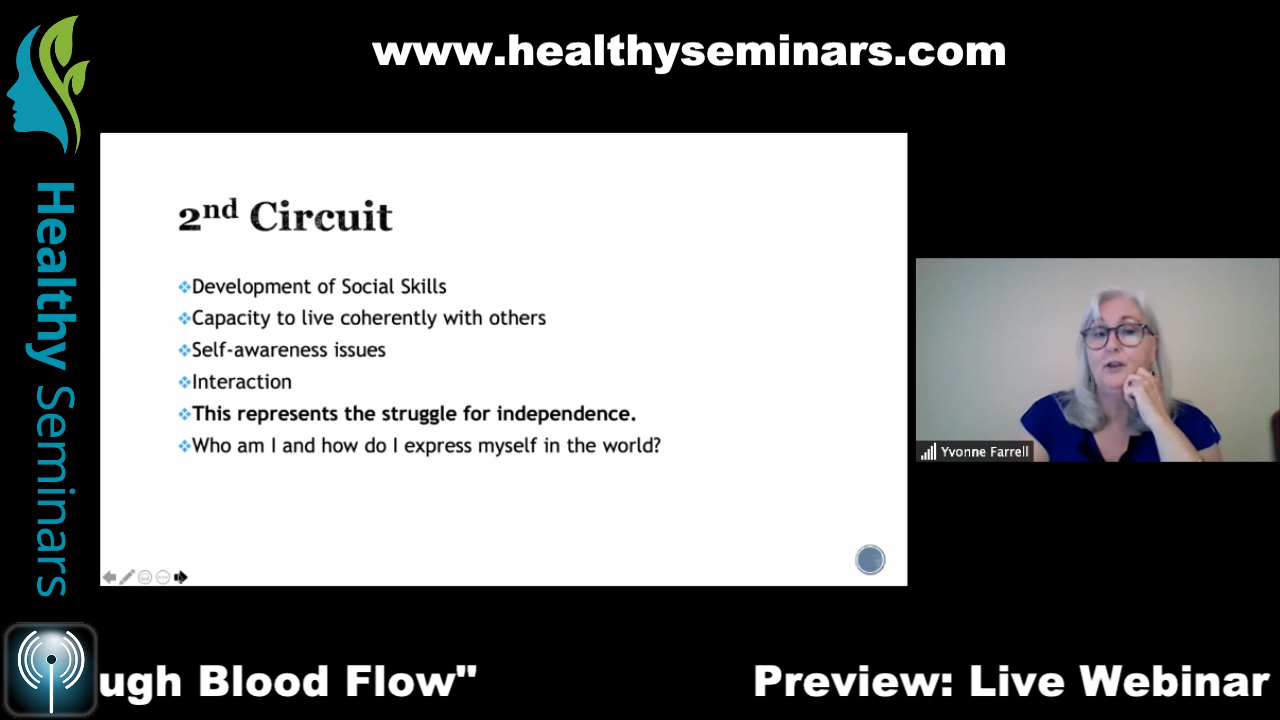 www.healthyseminars.com
Healthy Seminars
2nd Circuit
Development of Social Skills
Capacity to live coherently with others
Self-awareness issues
Interaction
This represents the struggle for independence.
Who am I and how do I express myself in the world?
Yvonne Farrell
ugh Blood Flow"
Preview: Live Webinar